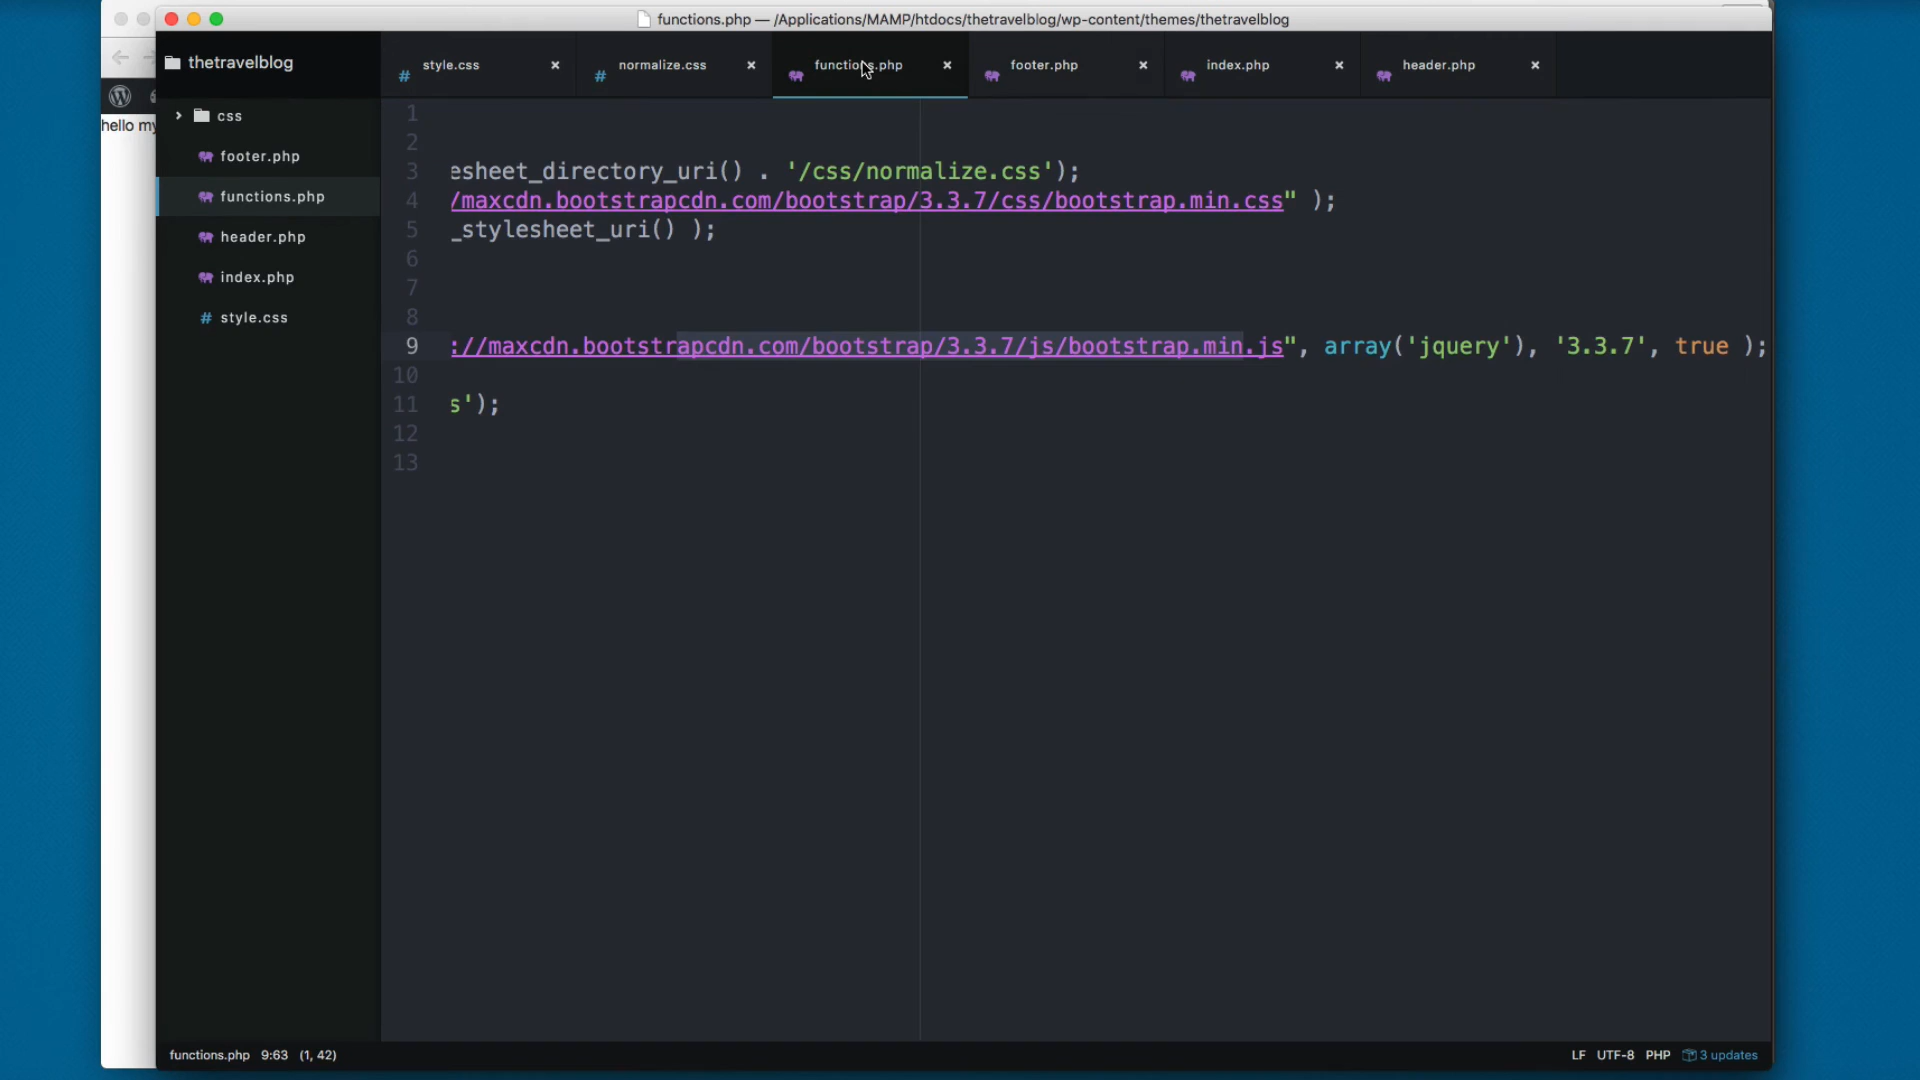 functions.php — /Applications/MAMP/htdocs/thetravelblog/wp-content/themes/thetravelblog
thetravelblog
style.css
normalize.css
functions.php
footer.php
index.php
header.php
hello my
css
footer.php
functions.php
header.php
index.php
style.css
1
2
3 esheet_directory_uri() . '/css/normalize.css');
4 /maxcdn.bootstrapcdn.com/bootstrap/3.3.7/css/bootstrap.min.css" );
5 _stylesheet_uri() );
6
7
8
9 ://maxcdn.bootstrapcdn.com/bootstrap/3.3.7/js/bootstrap.min.js", array('jquery'), '3.3.7', true );
10
11 s');
12
13
functions.php 9:63 (1, 42)
LF UTF-8 PHP 3 updates